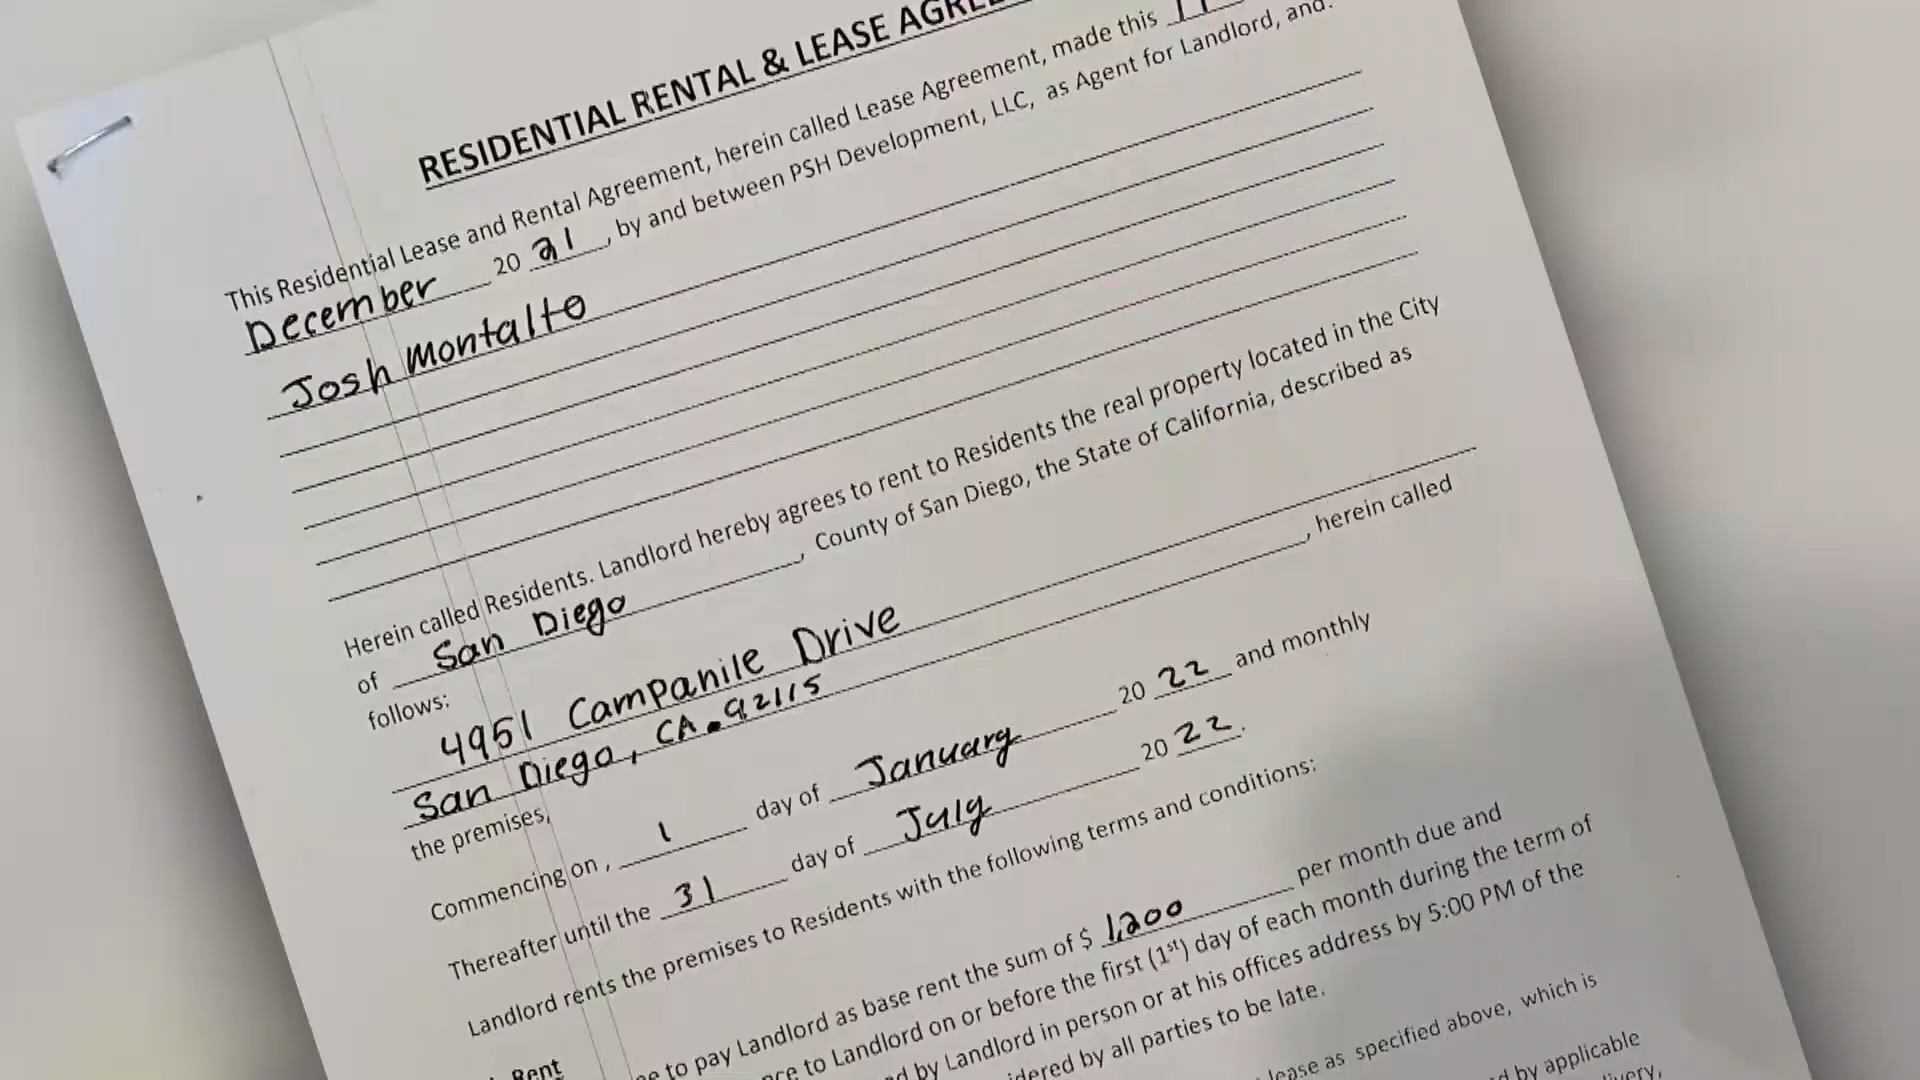 RESIDENTIAL RENTAL & LEASE
This Residential Lease and Rental Agreement, herein called Lease Agreement, made this
December 20 21, by and between PSH Development, LLC, as Agent for Landlord, and:
Josh Montalto
Herein called Residents. Landlord hereby agrees to rent to Residents the real property located in the City
of San Diego, County of San Diego, the State of California, described as
follows:
4951 Campanile Drive
San Diego, CA. 92115, herein called
the premises,
Commencing on, 1 day of January 20 22 and monthly
Thereafter until the 31 day of July 20 22.
Landlord rents the premises to Residents with the following terms and conditions:
Rent
to pay Landlord as base rent the sum of $ 1,200 per month due and
to Landlord on or before the first (1st) day of each month during the term of
by Landlord in person or at his offices address by 5:00 PM of the
by all parties to be late.
lease as specified above, which is
by applicable